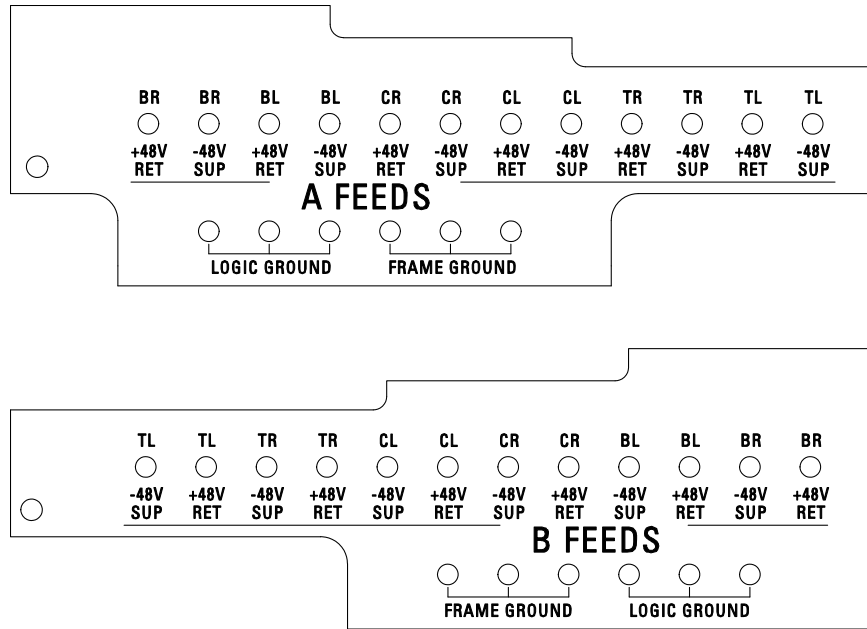 BR BR BL BL CR CR CL CL TR TR TL TL
+48V -48V +48V -48V +48V -48V +48V -48V +48V -48V +48V -48V
RET SUP RET SUP RET SUP RET SUP RET SUP RET SUP
A FEEDS
LOGIC GROUND FRAME GROUND
TL TL TR TR CL CL CR CR BL BL BR BR
-48V +48V -48V +48V -48V +48V -48V +48V -48V +48V -48V +48V
SUP RET SUP RET SUP RET SUP RET SUP RET SUP RET
B FEEDS
FRAME GROUND LOGIC GROUND